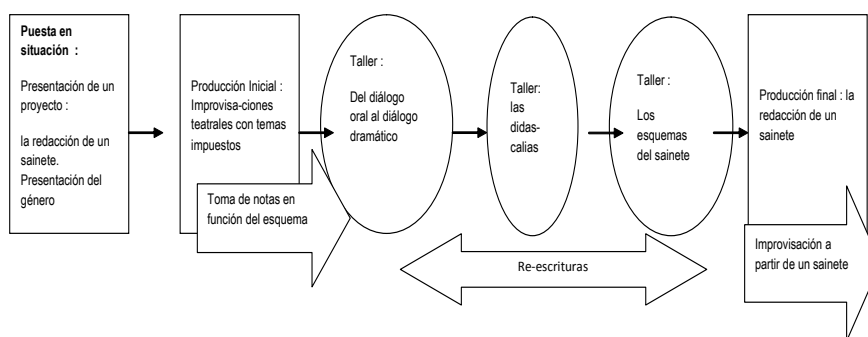 Puesta en
situación :
Presentación de un
proyecto :
la redacción de un
sainete.
Presentación del
género
Producción Inicial :
Improvisa-ciones
teatrales con temas
impuestos
Toma de notas en
función del esquema
Taller :
Del diálogo
oral al diálogo
dramático
Taller:
las
didas-
calias
Taller :
Los
esquemas
del sainete
Re-escrituras
Producción final : la
redacción de un
sainete
Improvisación a
partir de un sainete